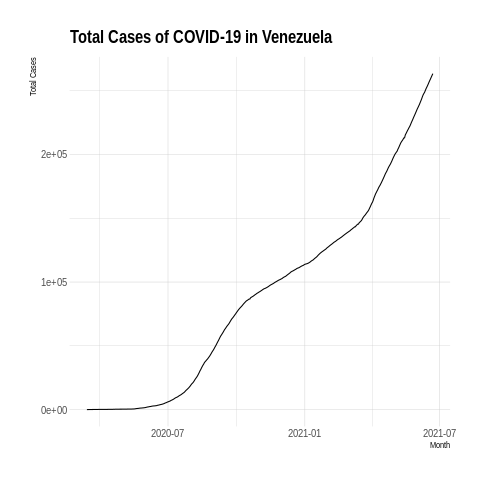 Total Cases of COVID-19 in Venezuela
Total Cases
2e+05
1e+05
0e+00
2020-07
2021-01
2021-07
Month